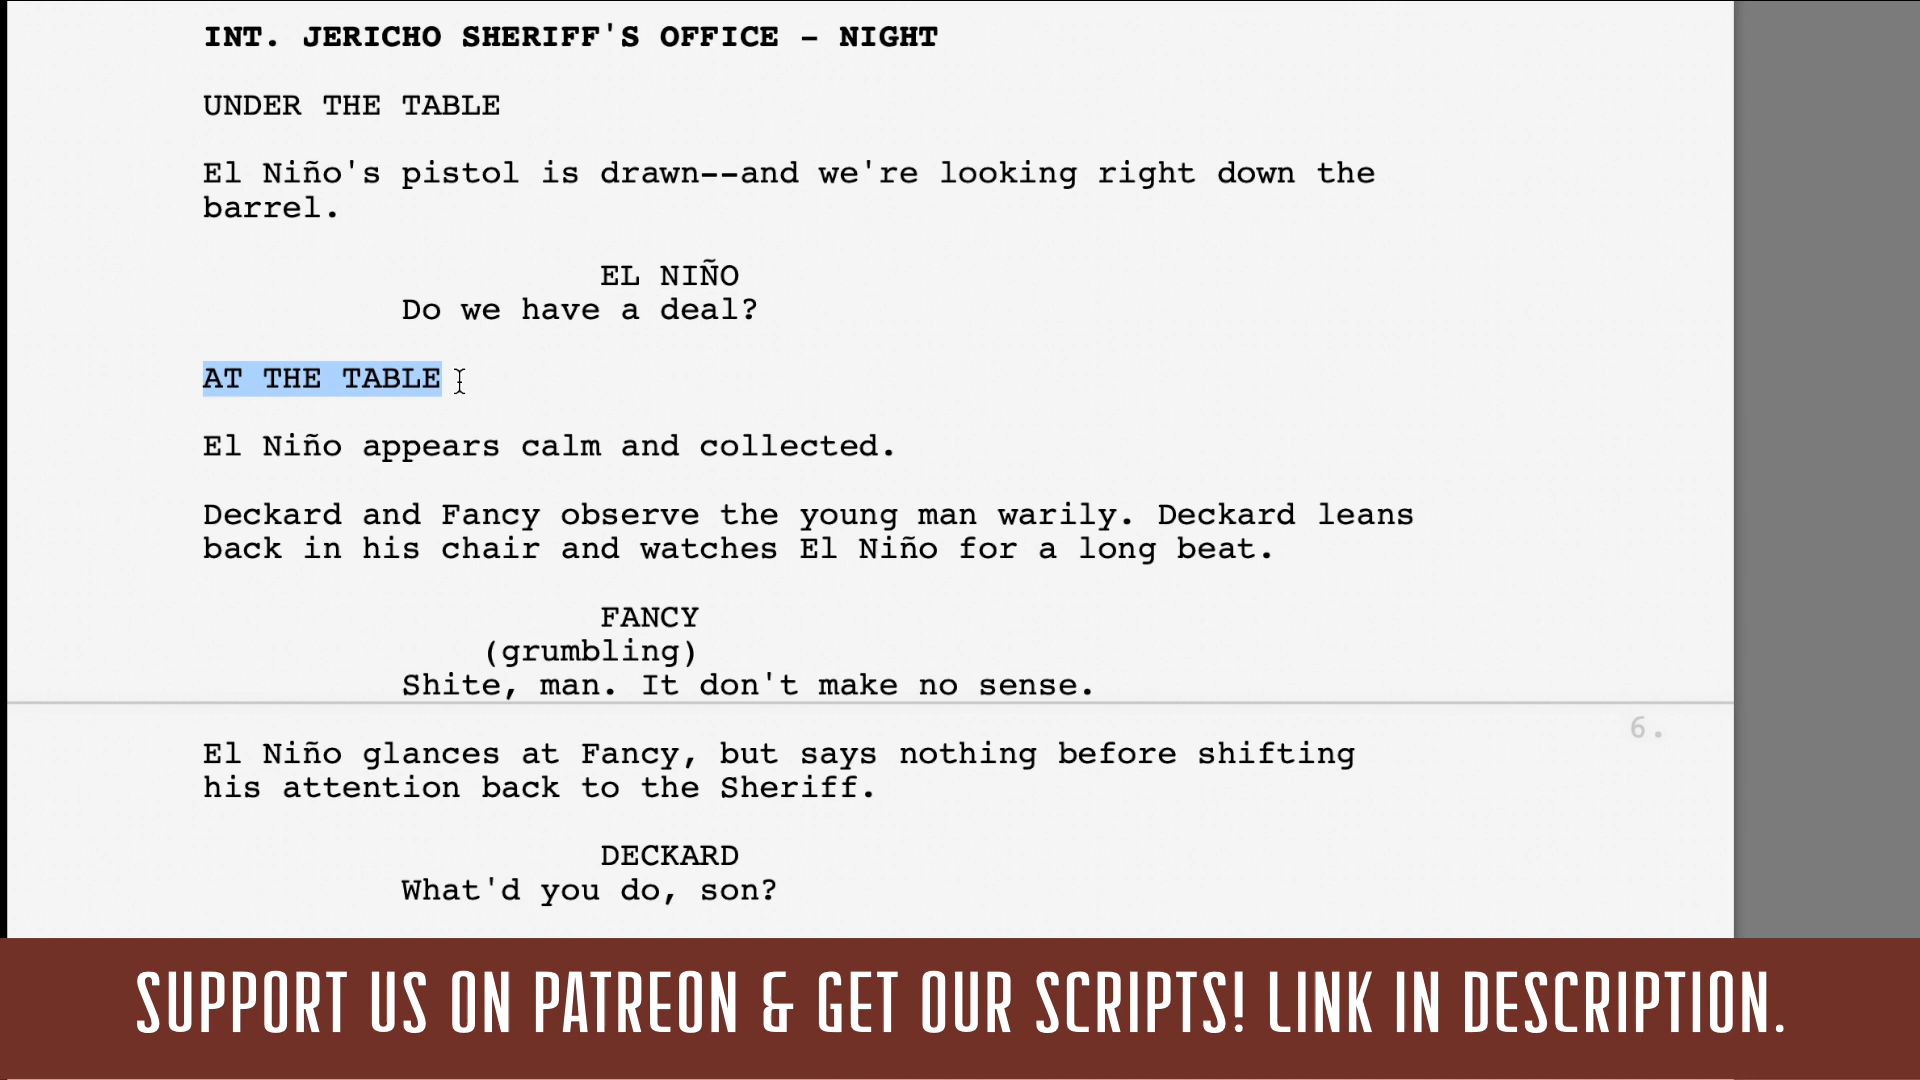 INT. JERICHO SHERIFF'S OFFICE - NIGHT
UNDER THE TABLE
El Niño's pistol is drawn--and we're looking right down the
barrel.
EL NIÑO
Do we have a deal?
AT THE TABLE
El Niño appears calm and collected.
Deckard and Fancy observe the young man warily. Deckard leans
back in his chair and watches El Niño for a long beat.
FANCY
(grumbling)
Shite, man. It don't make no sense.
6.
El Niño glances at Fancy, but says nothing before shifting
his attention back to the Sheriff.
DECKARD
What'd you do, son?
SUPPORT US ON PATREON & GET OUR SCRIPTS! LINK IN DESCRIPTION.